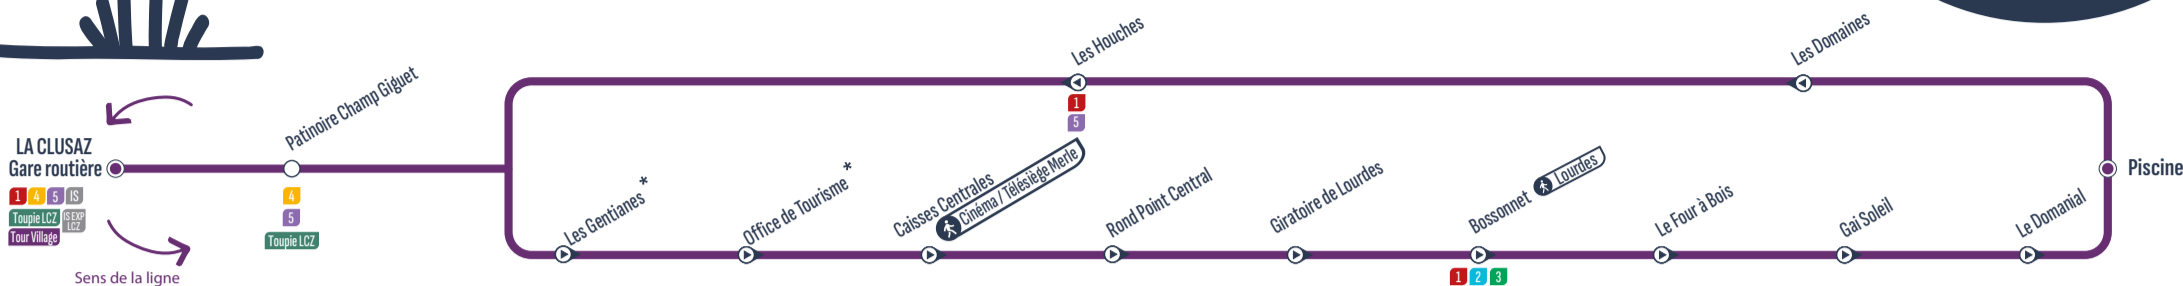 LA CLUSAZ
Gare routière
1 4 5 IS
Toupie LCZ IS EXP LCZ
Tour Village
Sens de la ligne
Patinoire Champ Giguet
4
5
Toupie LCZ
Les Houches
1
5
Les Domaines
Les Gentianes *
Office de Tourisme *
Caisses Centrales
Cinéma / Télésiège Merle
Rond Point Central
Giratoire de Lourdes
Bossonnet
Lourdes
1 2 3
Le Four à Bois
Gai Soleil
Le Domanial
Piscine